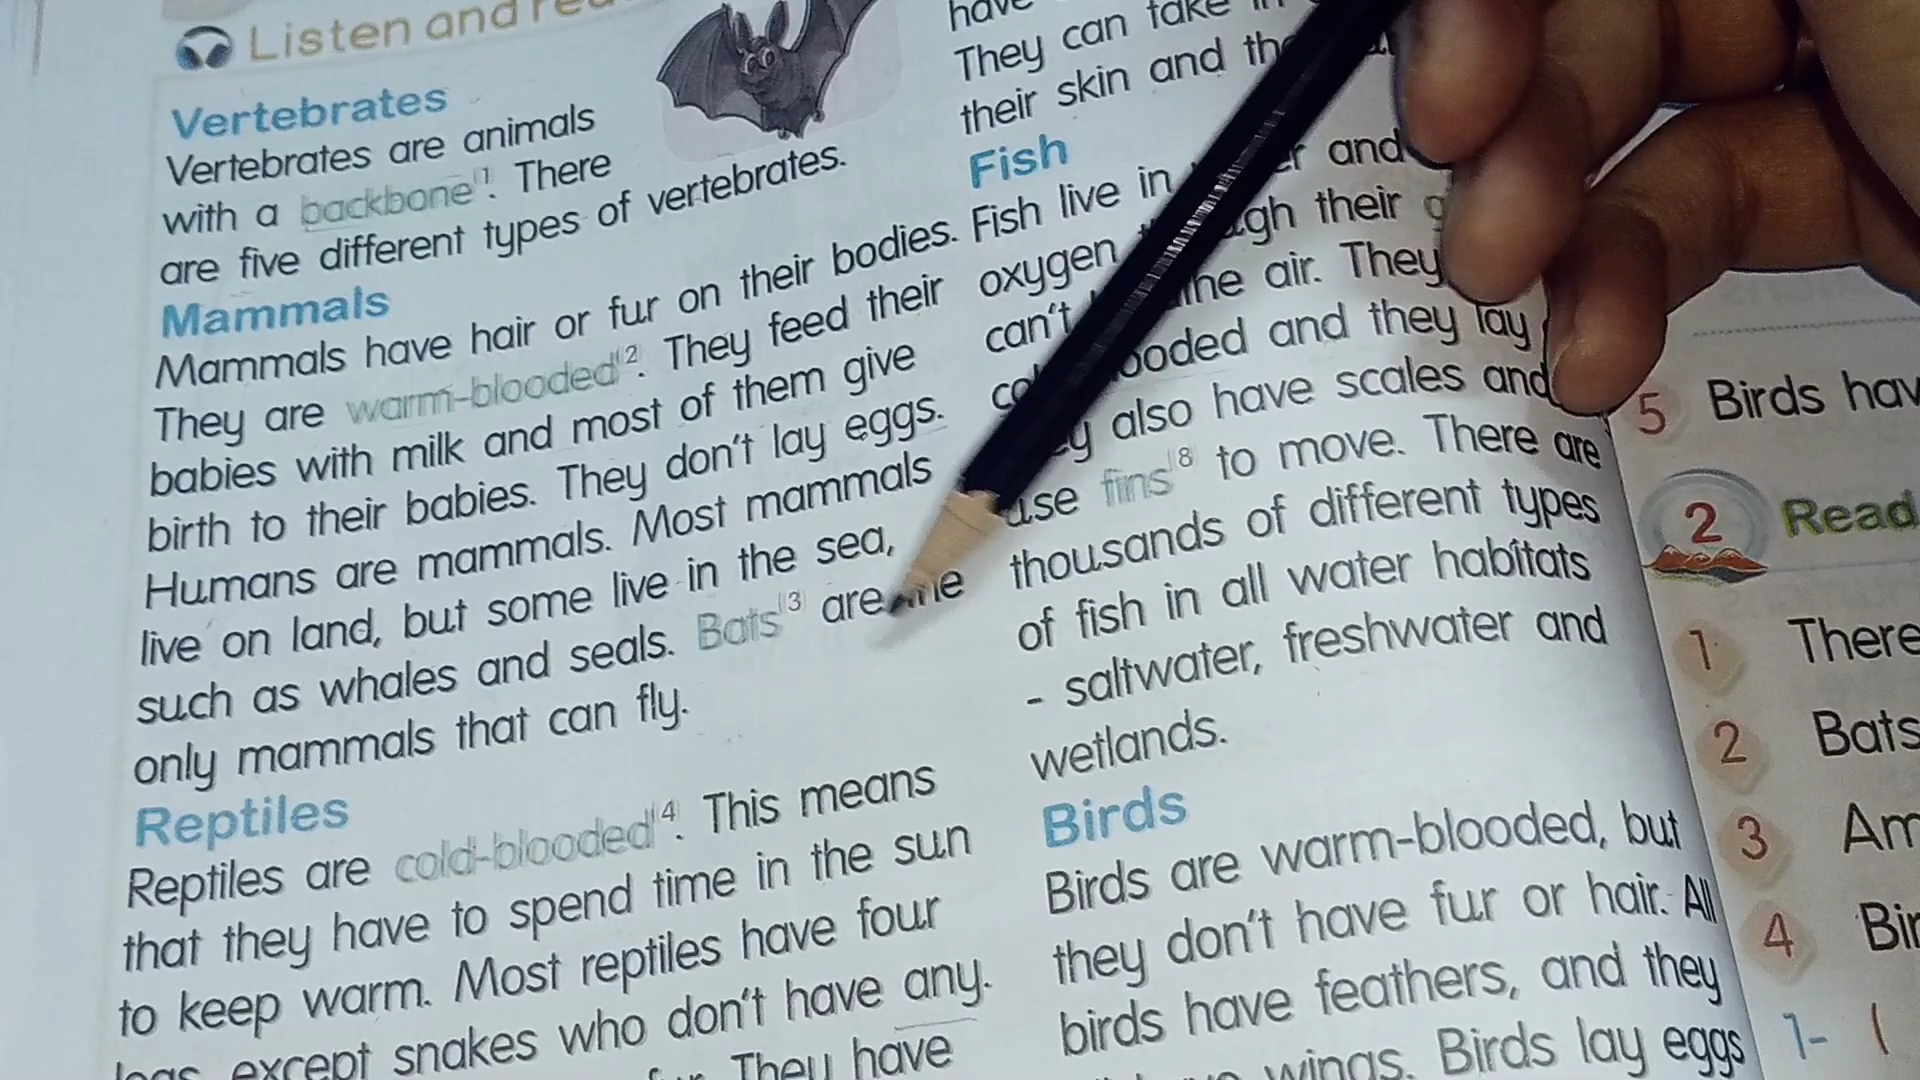 Listen and
Vertebrates
Vertebrates are animals
with a backbone 1. There
are five different types of vertebrates.
Mammals
Mammals have hair or fur on their bodies.
They are warm-blooded 2. They feed their
babies with milk and most of them give
birth to their babies. They don't lay eggs.
Humans are mammals. Most mammals
live on land, but some live in the sea,
such as whales and seals. Bats 3 are
only mammals that can fly.
Reptiles
Reptiles are cold-blooded 4. This means
that they have to spend time in the sun
to keep warm. Most reptiles have four
legs, except snakes who don't have any.
They have
have
They can take in
their skin and
Fish
Fish live in and
oxygen their
can't the air. They
and they lay
also have scales and
use fins 8 to move. There are
thousands of different types
of fish in all water habitats
- saltwater, freshwater and
wetlands.
Birds
Birds are warm-blooded, but
they don't have fur or hair. All
birds have feathers, and they
wings. Birds lay eggs
5 Birds hav
2 Read
1 There
2 Bats
3 Am
4 Bir
1-